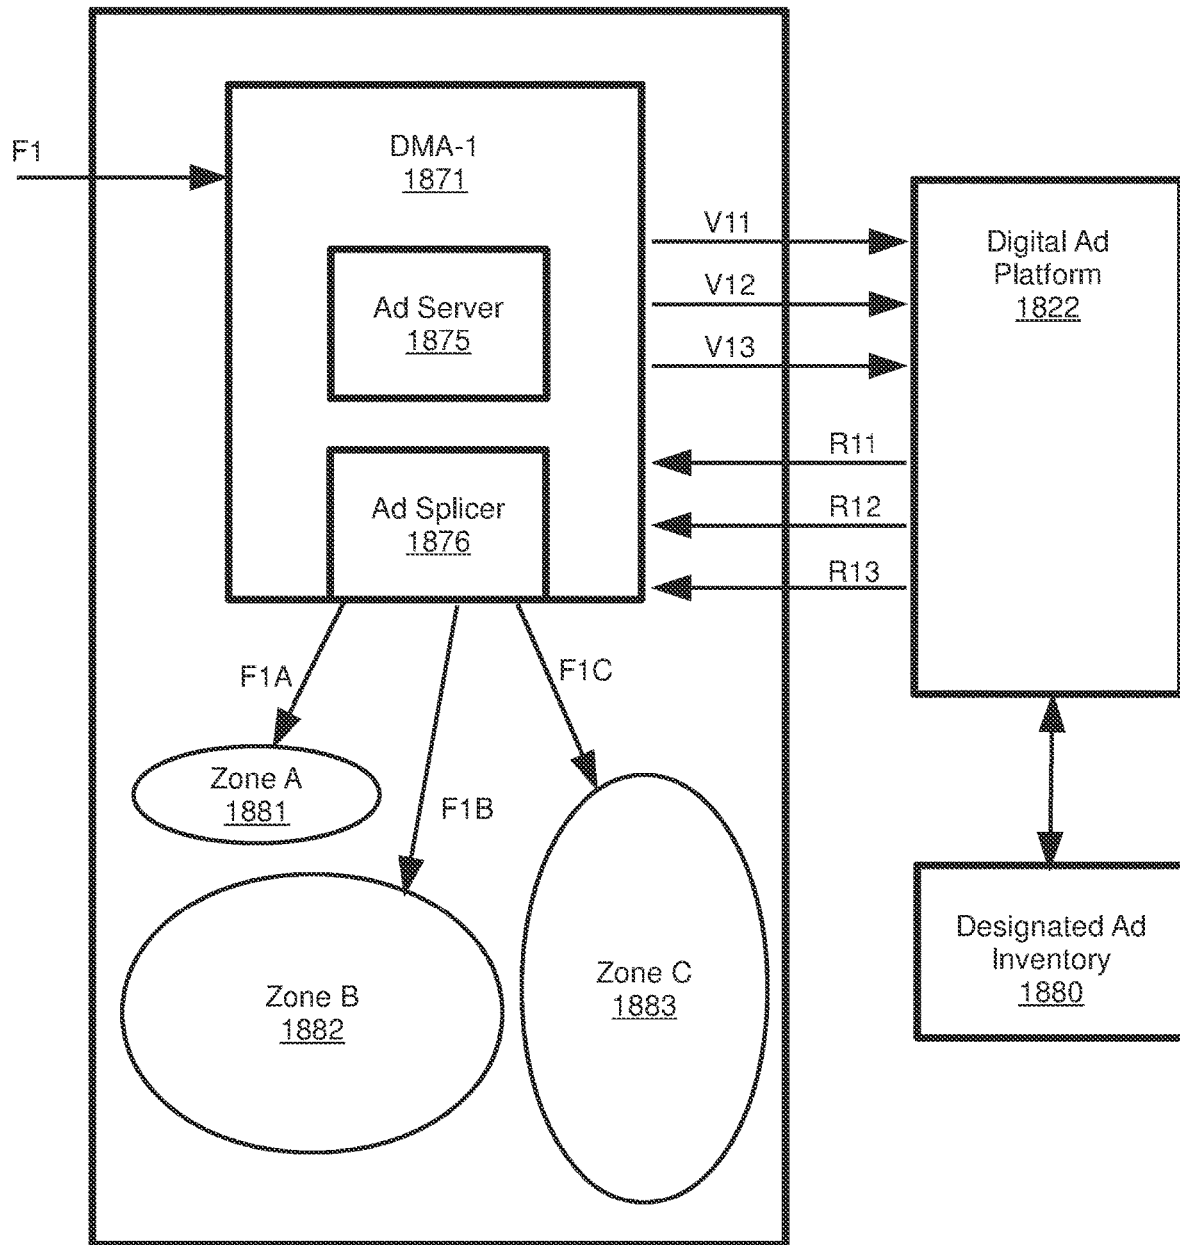 F1
DMA-1
1871
Ad Server
1875
Ad Splicer
1876
V11
V12
V13
R11
R12
R13
Digital Ad
Platform
1822
F1A
F1B
F1C
Zone A
1881
Zone B
1882
Zone C
1883
Designated Ad
Inventory
1880